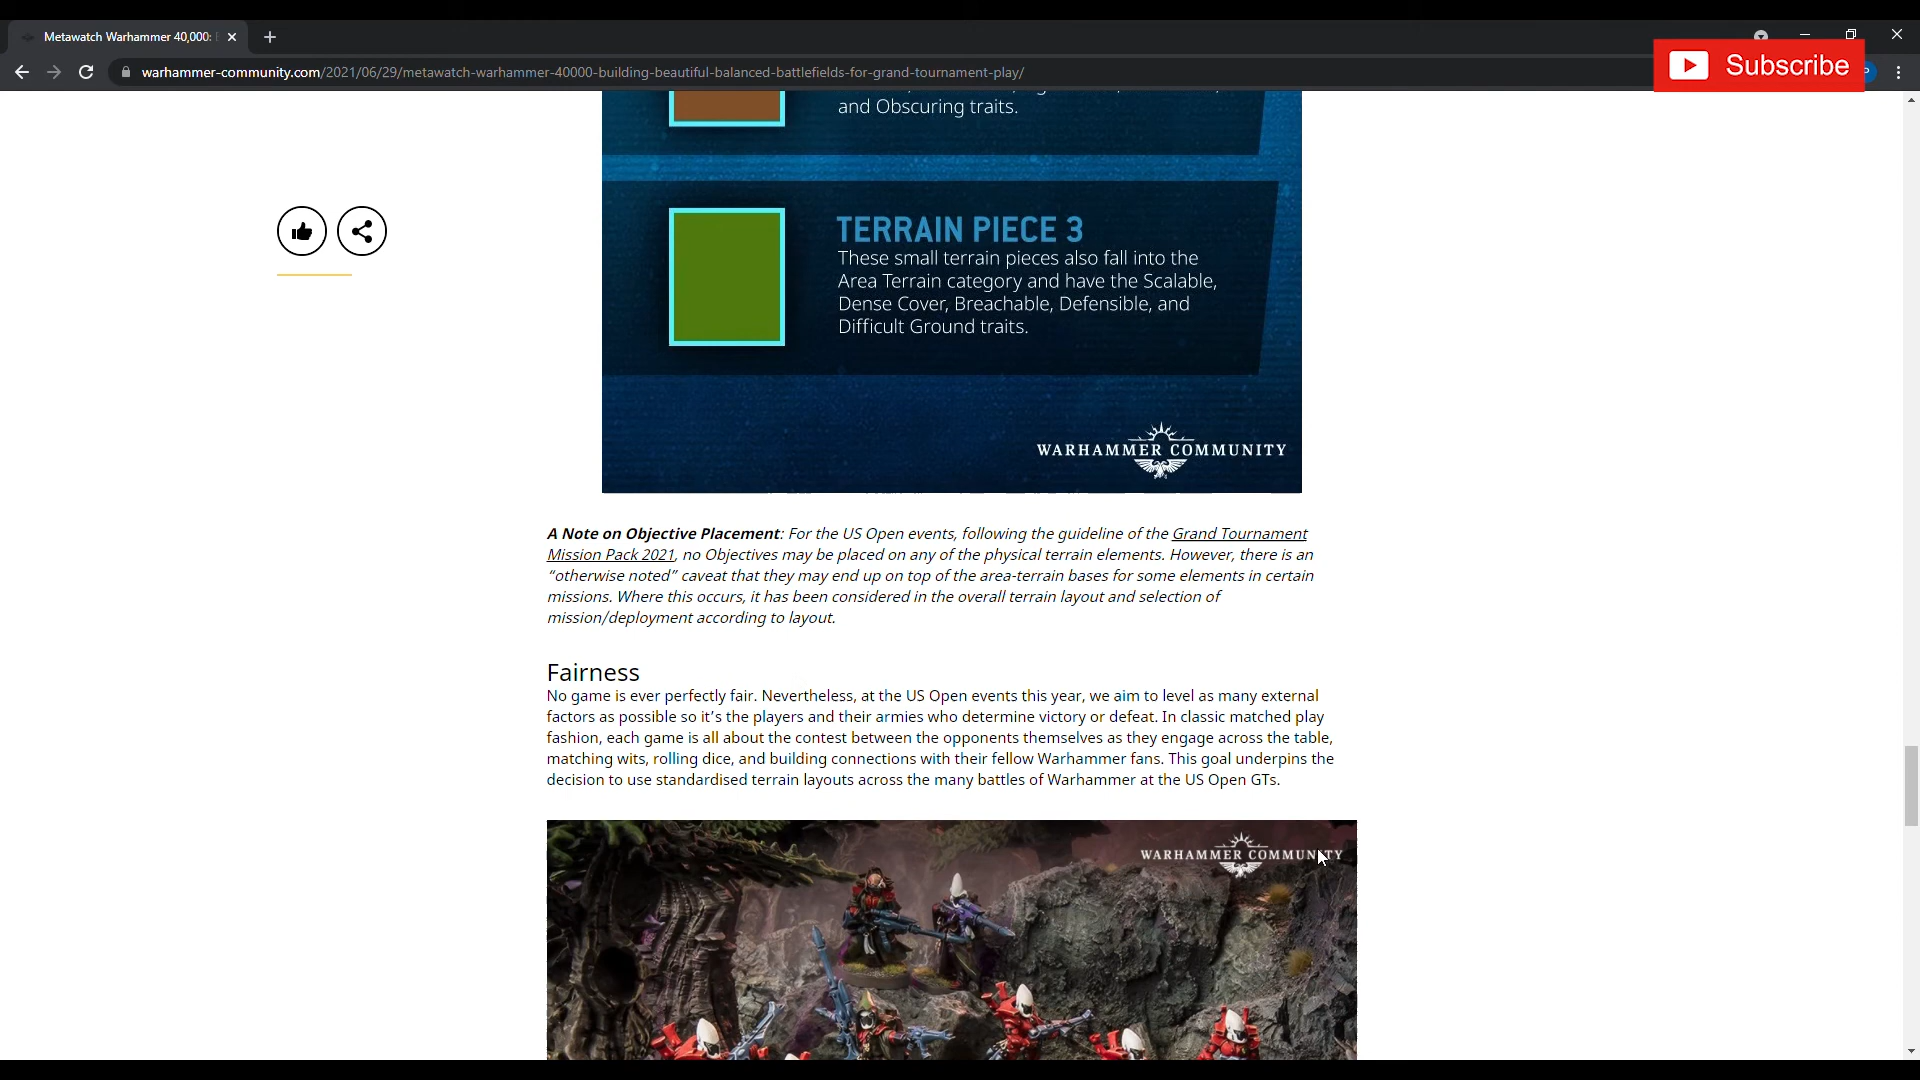 Metawatch Warhammer 40,000:
warhammer-community.com/2021/06/29/metawatch-warhammer-40000-building-beautiful-balanced-battlefields-for-grand-tournament-play/
Subscribe
and Obscuring traits.
TERRAIN PIECE 3
These small terrain pieces also fall into the
Area Terrain category and have the Scalable,
Dense Cover, Breachable, Defensible, and
Difficult Ground traits.
WARHAMMER COMMUNITY
A Note on Objective Placement: For the US Open events, following the guideline of the Grand Tournament
Mission Pack 2021, no Objectives may be placed on any of the physical terrain elements. However, there is an
“otherwise noted” caveat that they may end up on top of the area-terrain bases for some elements in certain
missions. Where this occurs, it has been considered in the overall terrain layout and selection of
mission/deployment according to layout.
Fairness
No game is ever perfectly fair. Nevertheless, at the US Open events this year, we aim to level as many external
factors as possible so it’s the players and their armies who determine victory or defeat. In classic matched play
fashion, each game is all about the contest between the opponents themselves as they engage across the table,
matching wits, rolling dice, and building connections with their fellow Warhammer fans. This goal underpins the
decision to use standardised terrain layouts across the many battles of Warhammer at the US Open GTs.
WARHAMMER COMMUNITY